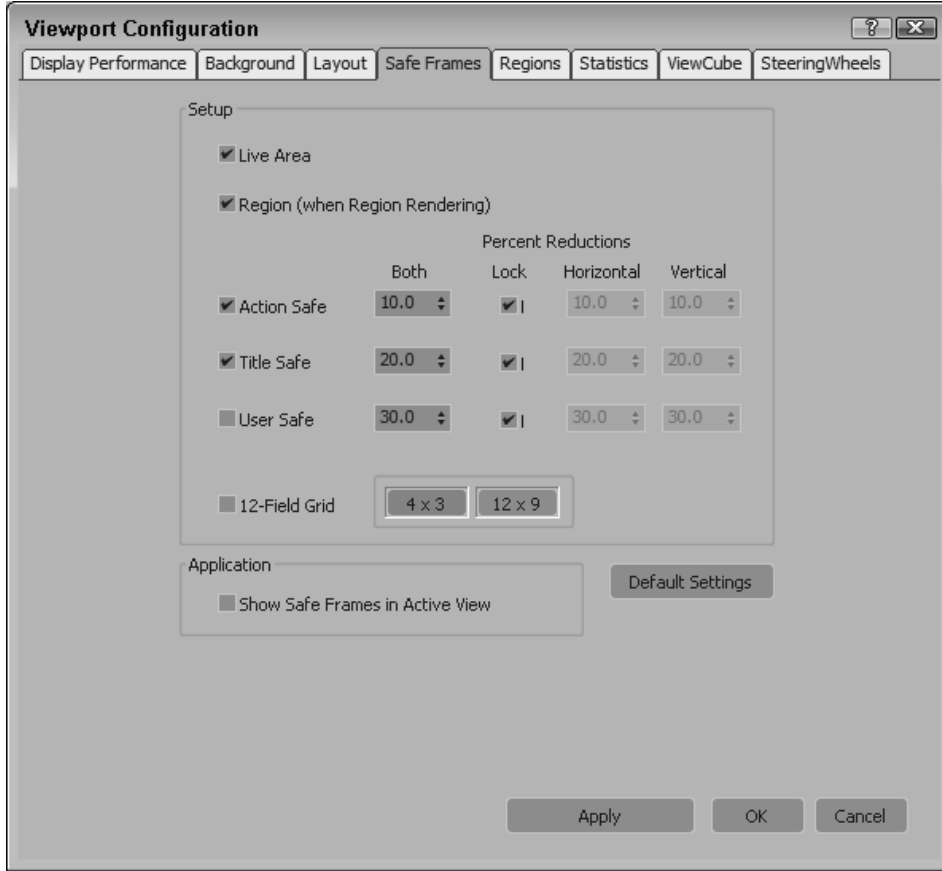 Viewport Configuration
Display Performance Background Layout Safe Frames Regions Statistics ViewCube SteeringWheels
Setup
Live Area
Region (when Region Rendering)
Percent Reductions
Both Lock Horizontal Vertical
Action Safe 10.0 10.0 10.0
Title Safe 20.0 20.0 20.0
User Safe 30.0 30.0 30.0
12-Field Grid 4 x 3 12 x 9
Application
Default Settings
Show Safe Frames in Active View
Apply OK Cancel